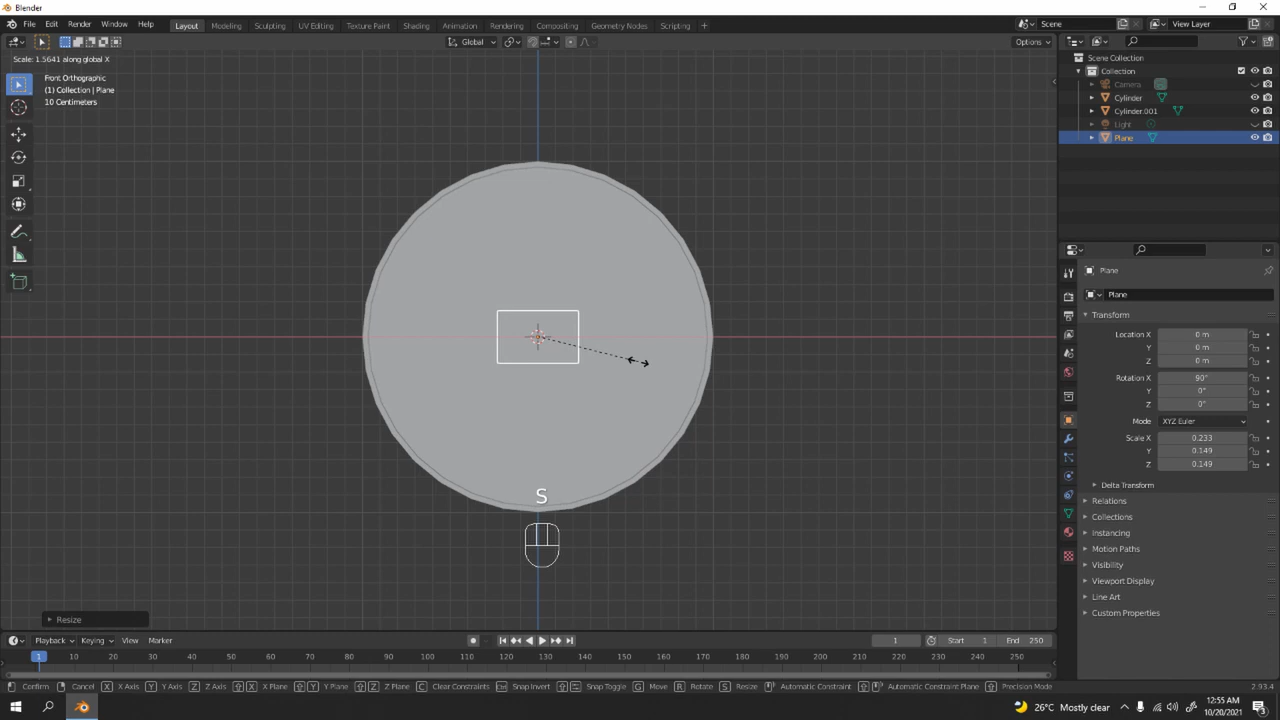 Blender
File Edit Render Window Help Layout Modeling Sculpting UV Editing Texture Paint Shading Animation Rendering Compositing Geometry Nodes Scripting + Scene View Layer
Global Options
Scale: 1.5641 along global X
Front Orthographic
(1) Collection | Plane
10 Centimeters
Scene Collection
Collection
Camera
Cylinder
Cylinder.001
Light
Plane
Plane
Plane
Transform
Location X 0 m
Y 0 m
Z 0 m
Rotation X 90°
Y 0°
Z 0°
Mode XYZ Euler
Scale X 0.233
Y 0.149
Z 0.149
Delta Transform
Relations
Collections
Instancing
Motion Paths
Visibility
Viewport Display
Line Art
Custom Properties
S
Resize
Playback Keying View Marker 1 Start 1 End 250
1 10 20 30 40 50 60 70 80 90 100 110 120 130 140 150 160 170 180 190 200 210 220 230 240 250
Confirm Cancel X X Axis Y Y Axis Z Z Axis X X Plane Y Y Plane Z Z Plane C Clear Constraints Snap Invert Snap Toggle G Move R Rotate S Resize Automatic Constraint Automatic Constraint Plane Precision Mode 2.93.4
26°C Mostly clear 12:55 AM
10/20/2021